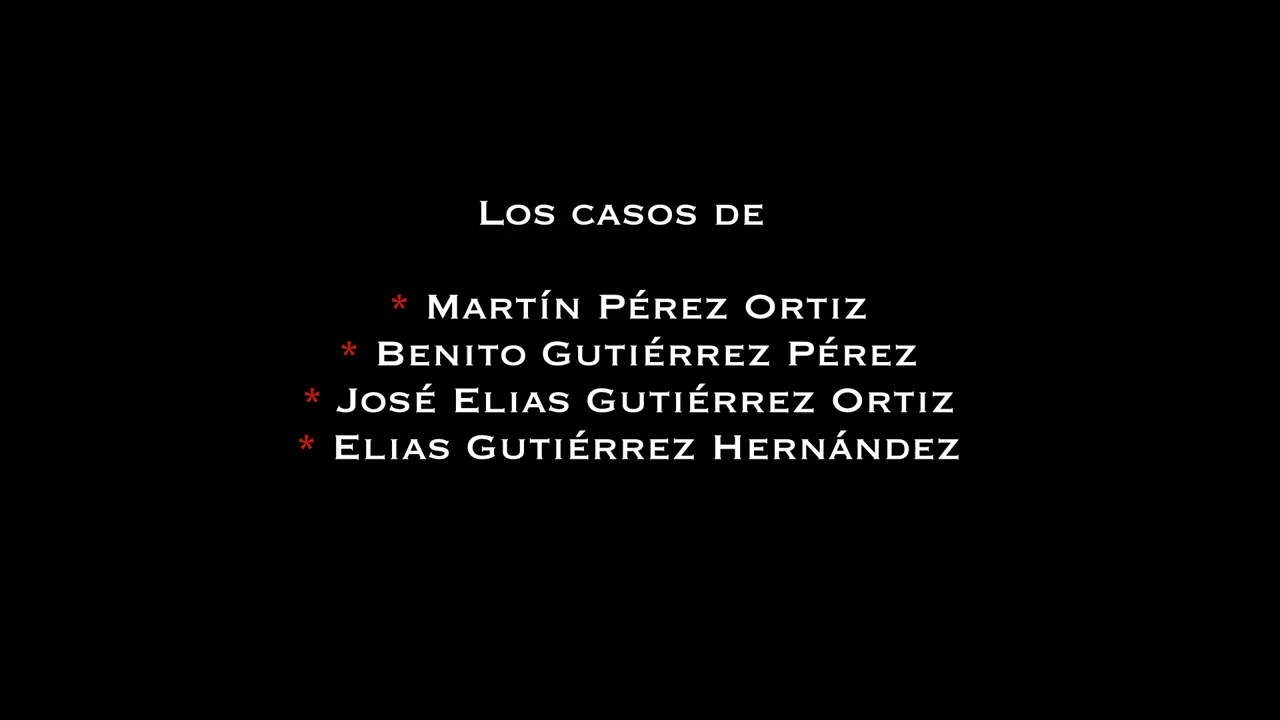 Los casos de
* Martín Pérez Ortiz
* Benito Gutiérrez Pérez
* José Elias Gutiérrez Ortiz
* Elias Gutiérrez Hernández